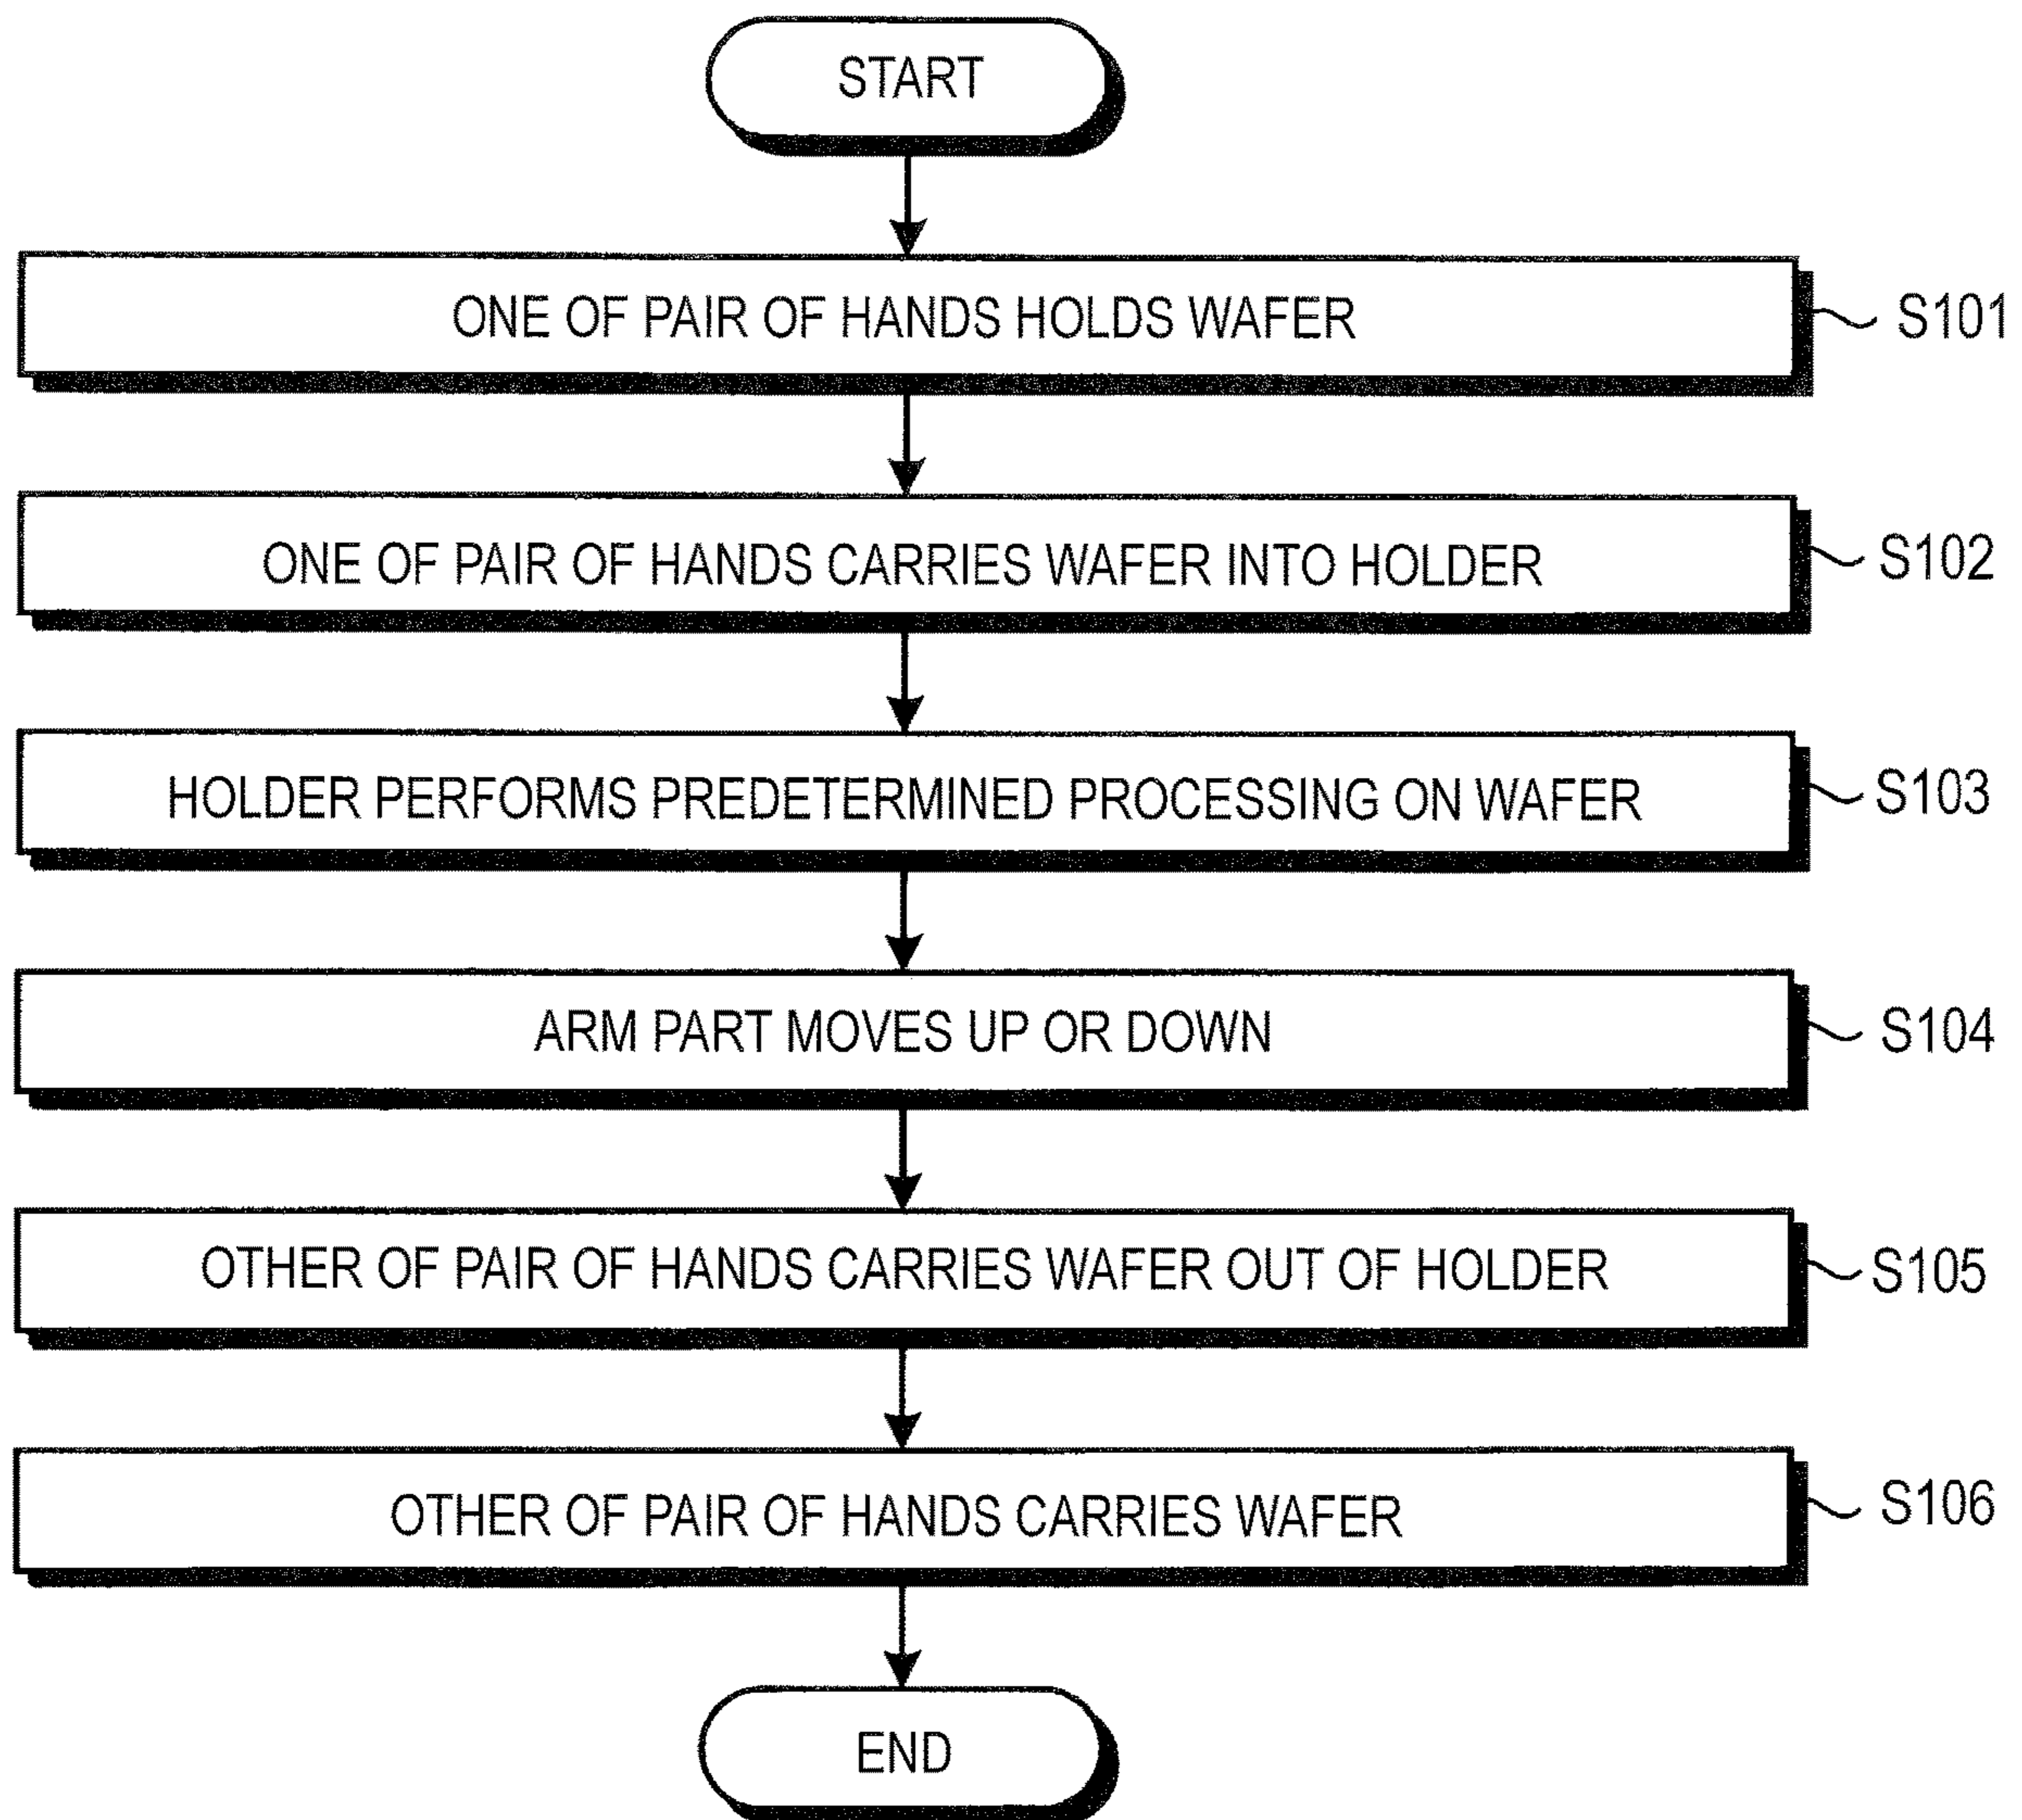 START
ONE OF PAIR OF HANDS HOLDS WAFER
S101
ONE OF PAIR OF HANDS CARRIES WAFER INTO HOLDER
S102
HOLDER PERFORMS PREDETERMINED PROCESSING ON WAFER
S103
ARM PART MOVES UP OR DOWN
S104
OTHER OF PAIR OF HANDS CARRIES WAFER OUT OF HOLDER
S105
OTHER OF PAIR OF HANDS CARRIES WAFER
S106
END